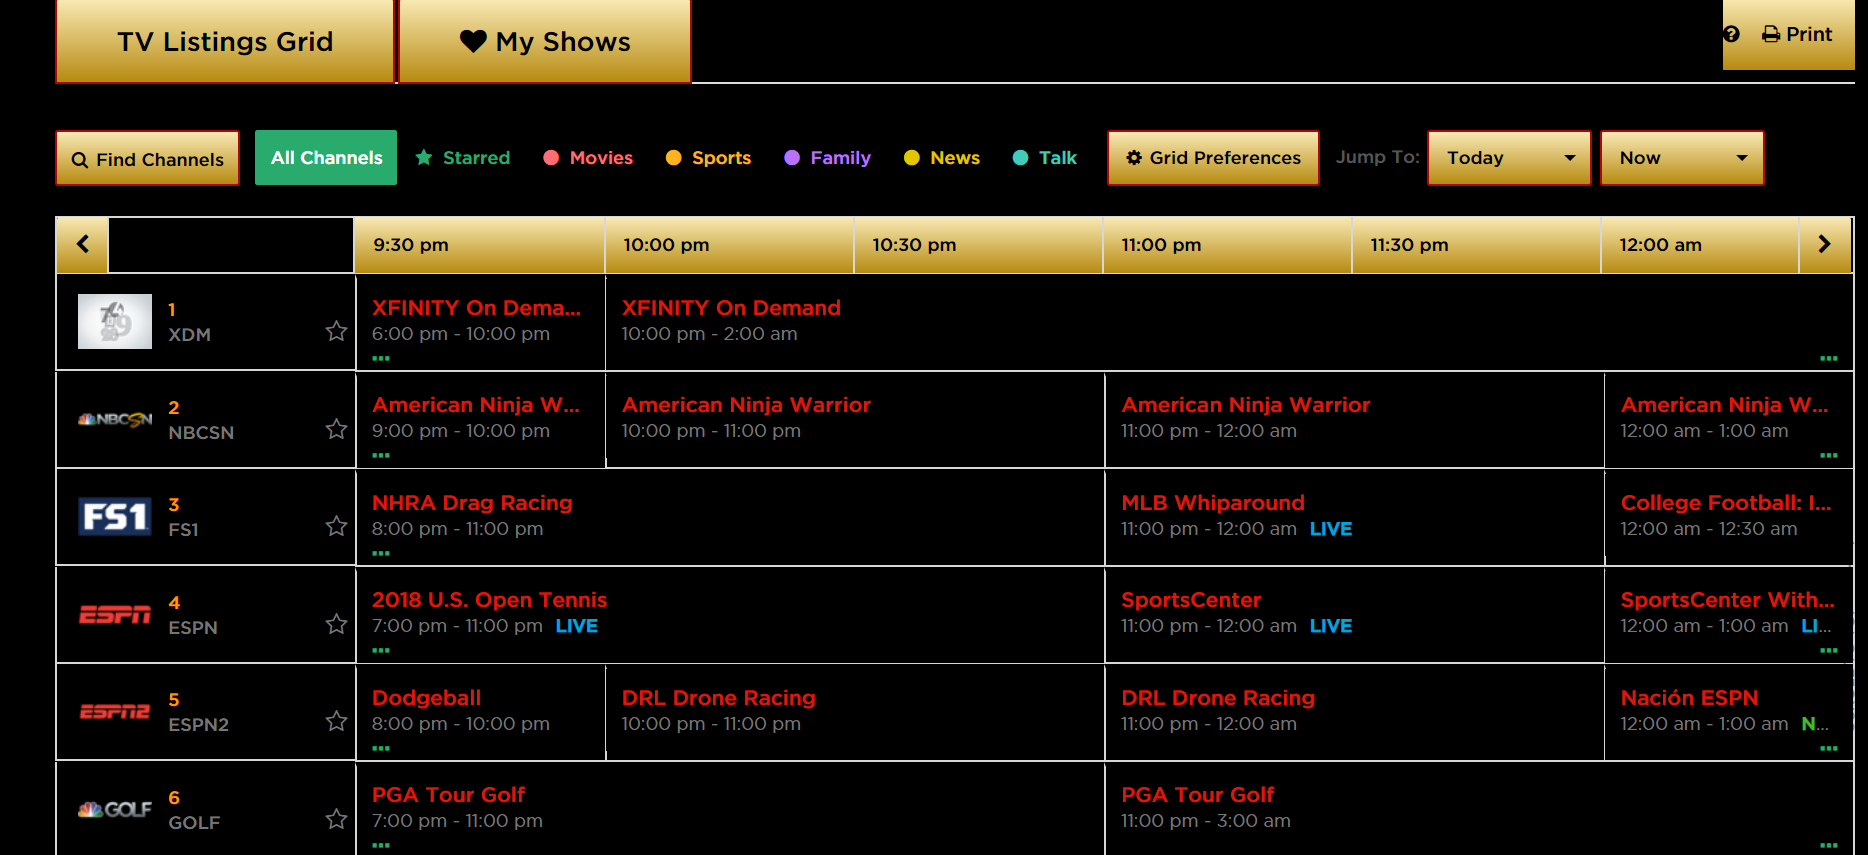 TV Listings Grid
My Shows
Print
Find Channels
All Channels
Starred
Movies
Sports
Family
News
Talk
Grid Preferences
Jump To:
Today
Now
9:30 pm
10:00 pm
10:30 pm
11:00 pm
11:30 pm
12:00 am
1
XDM
XFINITY On Dema...
6:00 pm - 10:00 pm
XFINITY On Demand
10:00 pm - 2:00 am
NBCSN
2
NBCSN
American Ninja W...
9:00 pm - 10:00 pm
American Ninja Warrior
10:00 pm - 11:00 pm
American Ninja Warrior
11:00 pm - 12:00 am
American Ninja W...
12:00 am - 1:00 am
FS1
3
FS1
NHRA Drag Racing
8:00 pm - 11:00 pm
MLB Whiparound
11:00 pm - 12:00 am LIVE
College Football: I...
12:00 am - 12:30 am
ESPN
4
ESPN
2018 U.S. Open Tennis
7:00 pm - 11:00 pm LIVE
SportsCenter
11:00 pm - 12:00 am LIVE
SportsCenter With...
12:00 am - 1:00 am LI...
ESPN2
5
ESPN2
Dodgeball
8:00 pm - 10:00 pm
DRL Drone Racing
10:00 pm - 11:00 pm
DRL Drone Racing
11:00 pm - 12:00 am
Nación ESPN
12:00 am - 1:00 am N...
GOLF
6
GOLF
PGA Tour Golf
7:00 pm - 11:00 pm
PGA Tour Golf
11:00 pm - 3:00 am